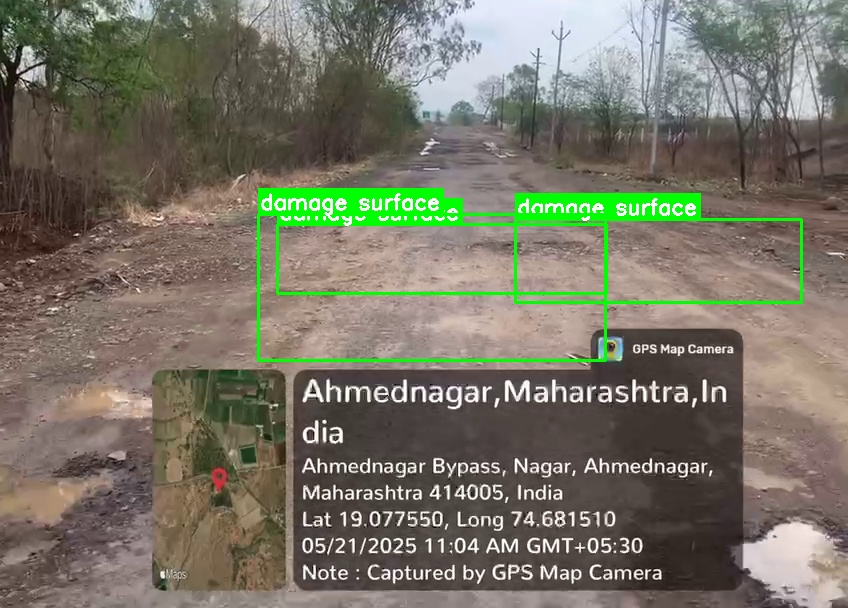 damage surface
damage surface
damage surface
GPS Map Camera
Ahmednagar,Maharashtra,In
dia
Ahmednagar Bypass, Nagar, Ahmednagar,
Maharashtra 414005, India
Lat 19.077550, Long 74.681510
05/21/2025 11:04 AM GMT+05:30
Note : Captured by GPS Map Camera
Maps